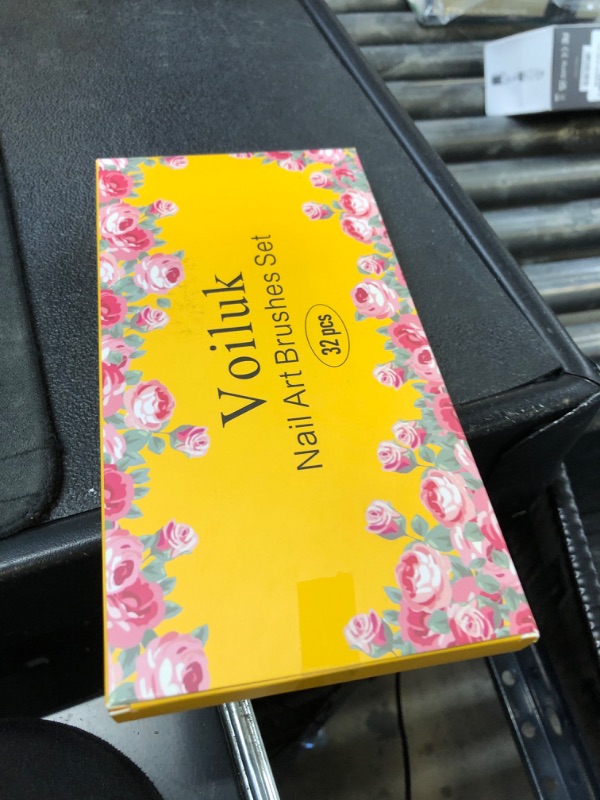 Voiluk
Nail Art Brushes Set
32 pcs